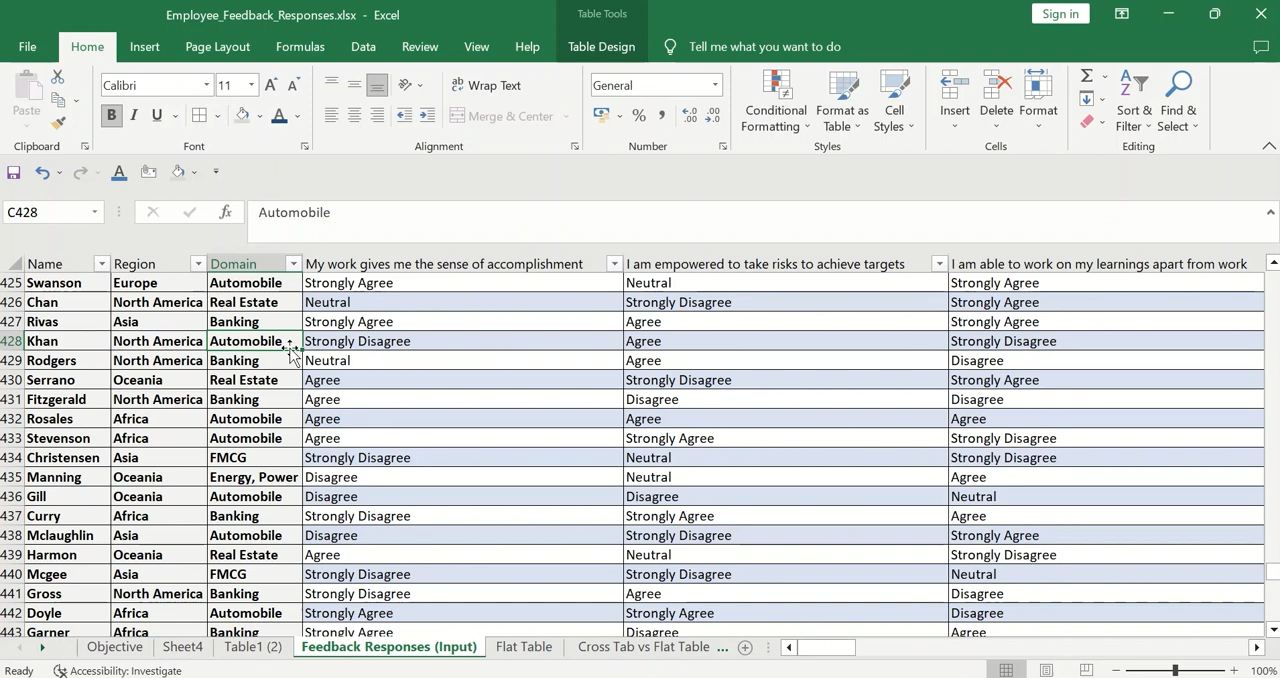 Employee_Feedback_Responses.xlsx - Excel
Table Tools
Sign in
File Home Insert Page Layout Formulas Data Review View Help Table Design Tell me what you want to do
Paste
Calibri 11
Wrap Text
General
B I U
Merge & Center
Conditional Formatting
Format as Table
Cell Styles
Insert Delete Format
Sort & Filter
Find & Select
Clipboard Font Alignment Number Styles Cells Editing
C428 fx Automobile
Name Region Domain My work gives me the sense of accomplishment I am empowered to take risks to achieve targets I am able to work on my learnings apart from work
425 Swanson Europe Automobile Strongly Agree Neutral Strongly Agree
426 Chan North America Real Estate Neutral Strongly Disagree Strongly Agree
427 Rivas Asia Banking Strongly Agree Agree Strongly Agree
428 Khan North America Automobile Strongly Disagree Agree Strongly Disagree
429 Rodgers North America Banking Neutral Agree Disagree
430 Serrano Oceania Real Estate Agree Strongly Disagree Strongly Agree
431 Fitzgerald North America Banking Agree Disagree Disagree
432 Rosales Africa Automobile Agree Agree Agree
433 Stevenson Africa Automobile Agree Strongly Agree Strongly Disagree
434 Christensen Asia FMCG Strongly Disagree Neutral Strongly Disagree
435 Manning Oceania Energy, Power Disagree Neutral Agree
436 Gill Oceania Automobile Disagree Disagree Neutral
437 Curry Africa Banking Strongly Disagree Strongly Agree Agree
438 Mclaughlin Asia Automobile Disagree Strongly Disagree Strongly Agree
439 Harmon Oceania Real Estate Agree Neutral Strongly Disagree
440 Mcgee Asia FMCG Strongly Disagree Strongly Disagree Neutral
441 Gross North America Banking Strongly Disagree Agree Disagree
442 Doyle Africa Automobile Strongly Agree Strongly Agree Disagree
443 Garner Africa Banking Strongly Agree Disagree Agree
Objective Sheet4 Table1 (2) Feedback Responses (Input) Flat Table Cross Tab vs Flat Table ...
Ready Accessibility: Investigate 100%